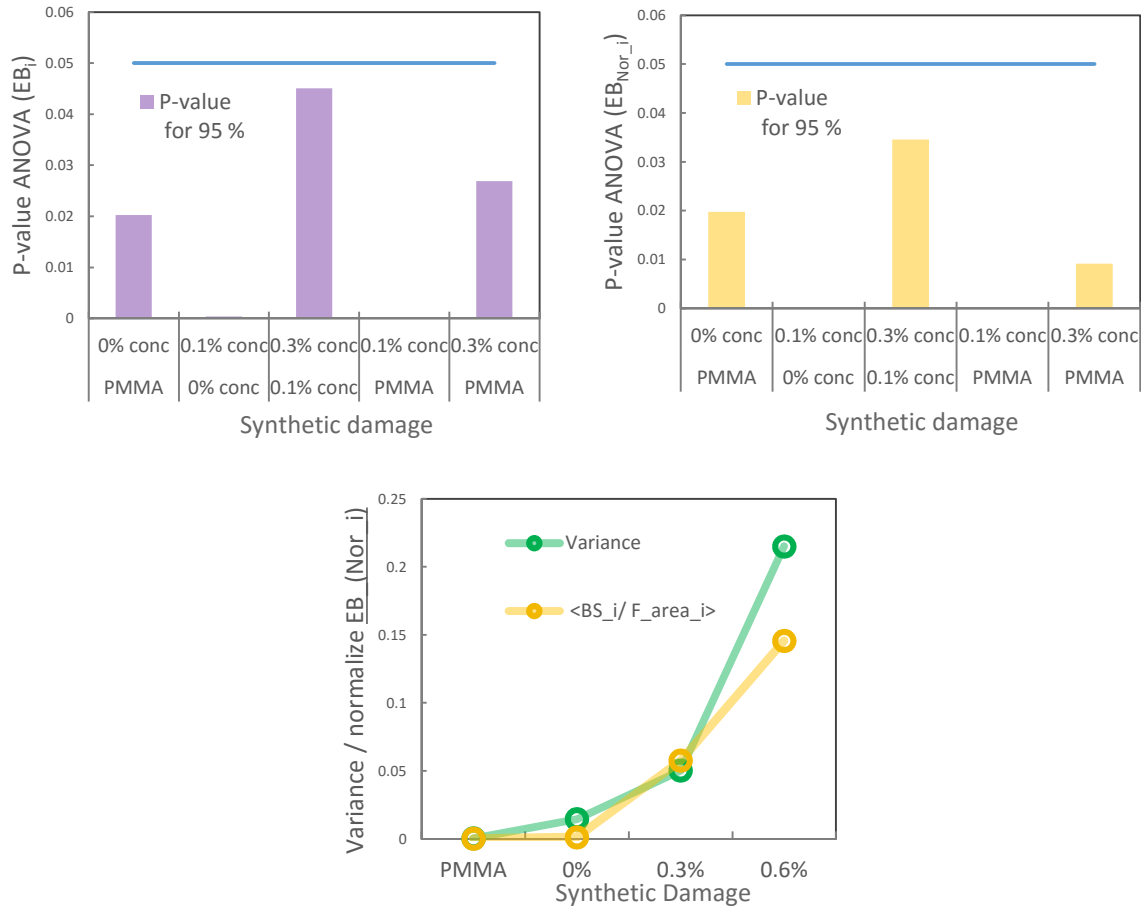 P-value ANOVA (EBi)
0.06
0.05
0.04
0.03
0.02
0.01
0
P-value
for 95 %
0% conc 0.1% conc 0.3% conc 0.1% conc 0.3% conc
PMMA 0% conc 0.1% conc PMMA PMMA
Synthetic damage
P-value ANOVA (EBNor_i)
0.06
0.05
0.04
0.03
0.02
0.01
0
P-value
for 95 %
0% conc 0.1% conc 0.3% conc 0.1% conc 0.3% conc
PMMA 0% conc 0.1% conc PMMA PMMA
Synthetic damage
Variance / normalize EB_(Nor_i)
0.25
0.2
0.15
0.1
0.05
0
Variance
<BS_i/ F_area_i>
PMMA 0% 0.3% 0.6%
Synthetic Damage